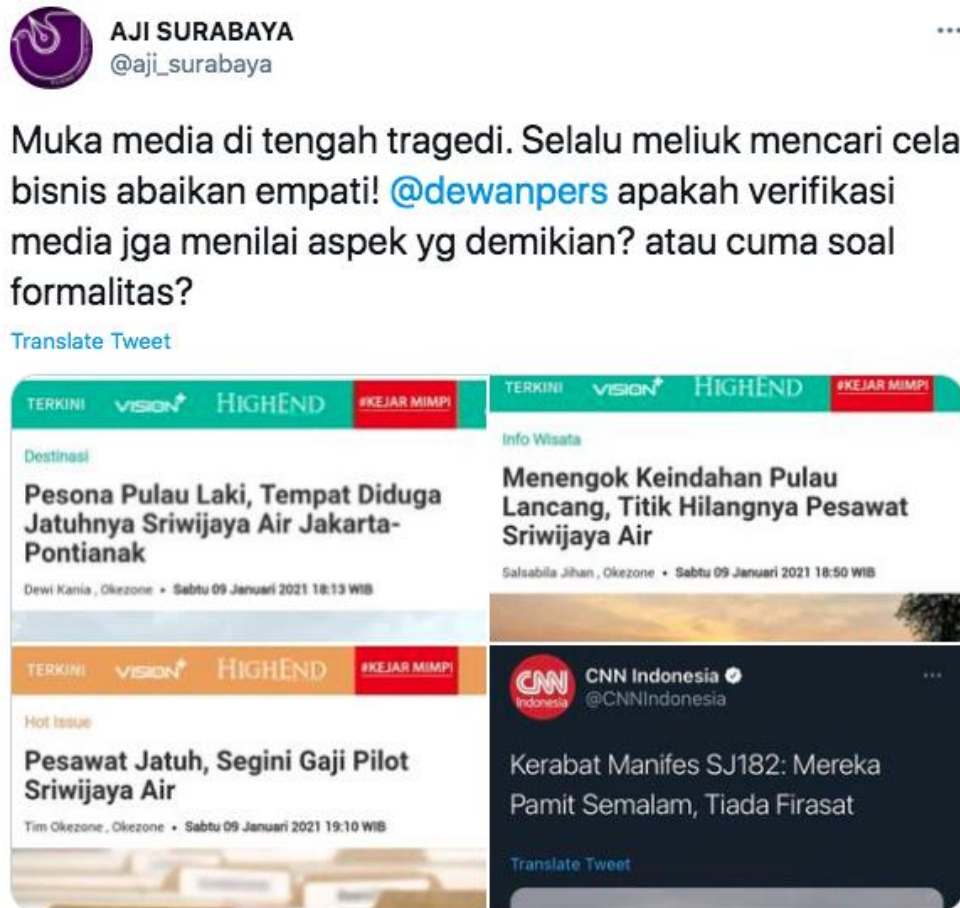 AJI SURABAYA
@aji_surabaya
Muka media di tengah tragedi. Selalu meliuk mencari cela
bisnis abaikan empati! @dewanpers apakah verifikasi
media jga menilai aspek yg demikian? atau cuma soal
formalitas?
Translate Tweet
TERKINI VISION+ HIGHEND #KEJAR MIMPI
Destinasi
Pesona Pulau Laki, Tempat Diduga
Jatuhnya Sriwijaya Air Jakarta-
Pontianak
Dewi Kania, Okezone • Sabtu 09 Januari 2021 18:13 WIB
TERKINI VISION+ HIGHEND #KEJAR MIMPI
Info Wisata
Menengok Keindahan Pulau
Lancang, Titik Hilangnya Pesawat
Sriwijaya Air
Salsabila Jihan, Okezone • Sabtu 09 Januari 2021 18:50 WIB
TERKINI VISION+ HIGHEND #KEJAR MIMPI
Hot Issue
Pesawat Jatuh, Segini Gaji Pilot
Sriwijaya Air
Tim Okezone, Okezone • Sabtu 09 Januari 2021 19:10 WIB
CNN Indonesia
CNN Indonesia
@CNNIndonesia
Kerabat Manifes SJ182: Mereka
Pamit Semalam, Tiada Firasat
Translate Tweet